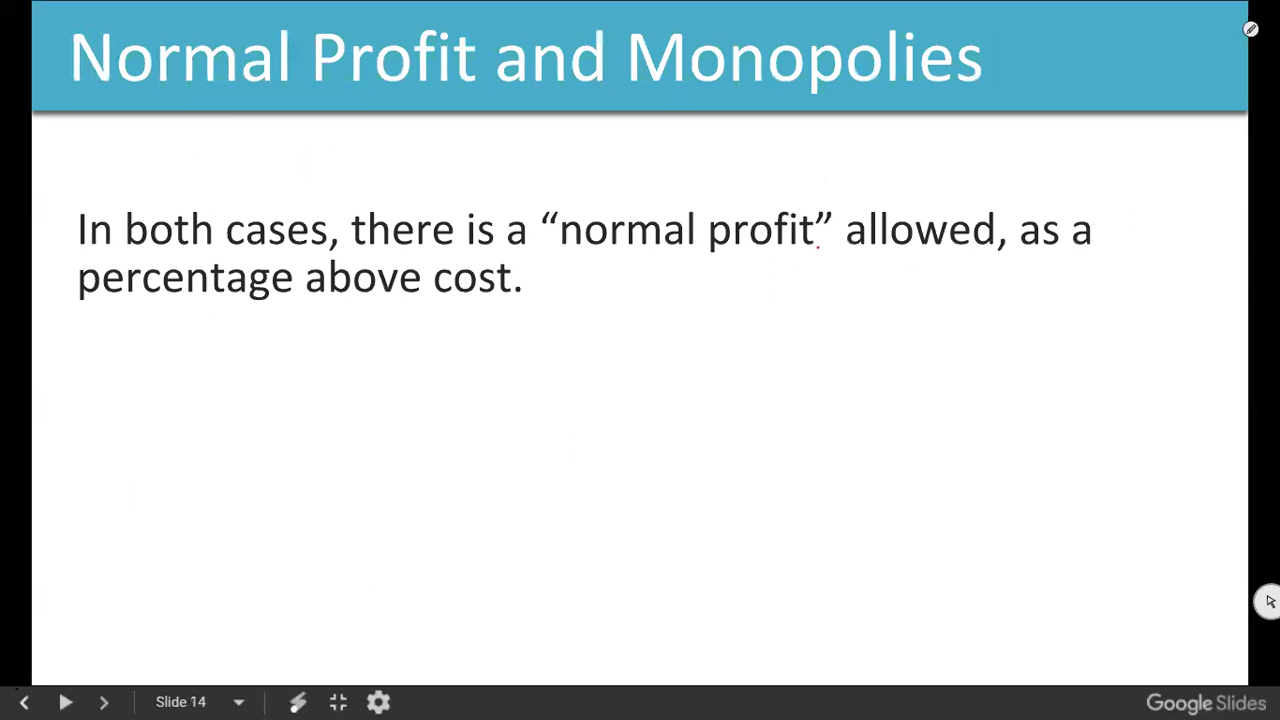 Normal Profit and Monopolies
In both cases, there is a “normal profit” allowed, as a
percentage above cost.
Slide 14
Google Slides